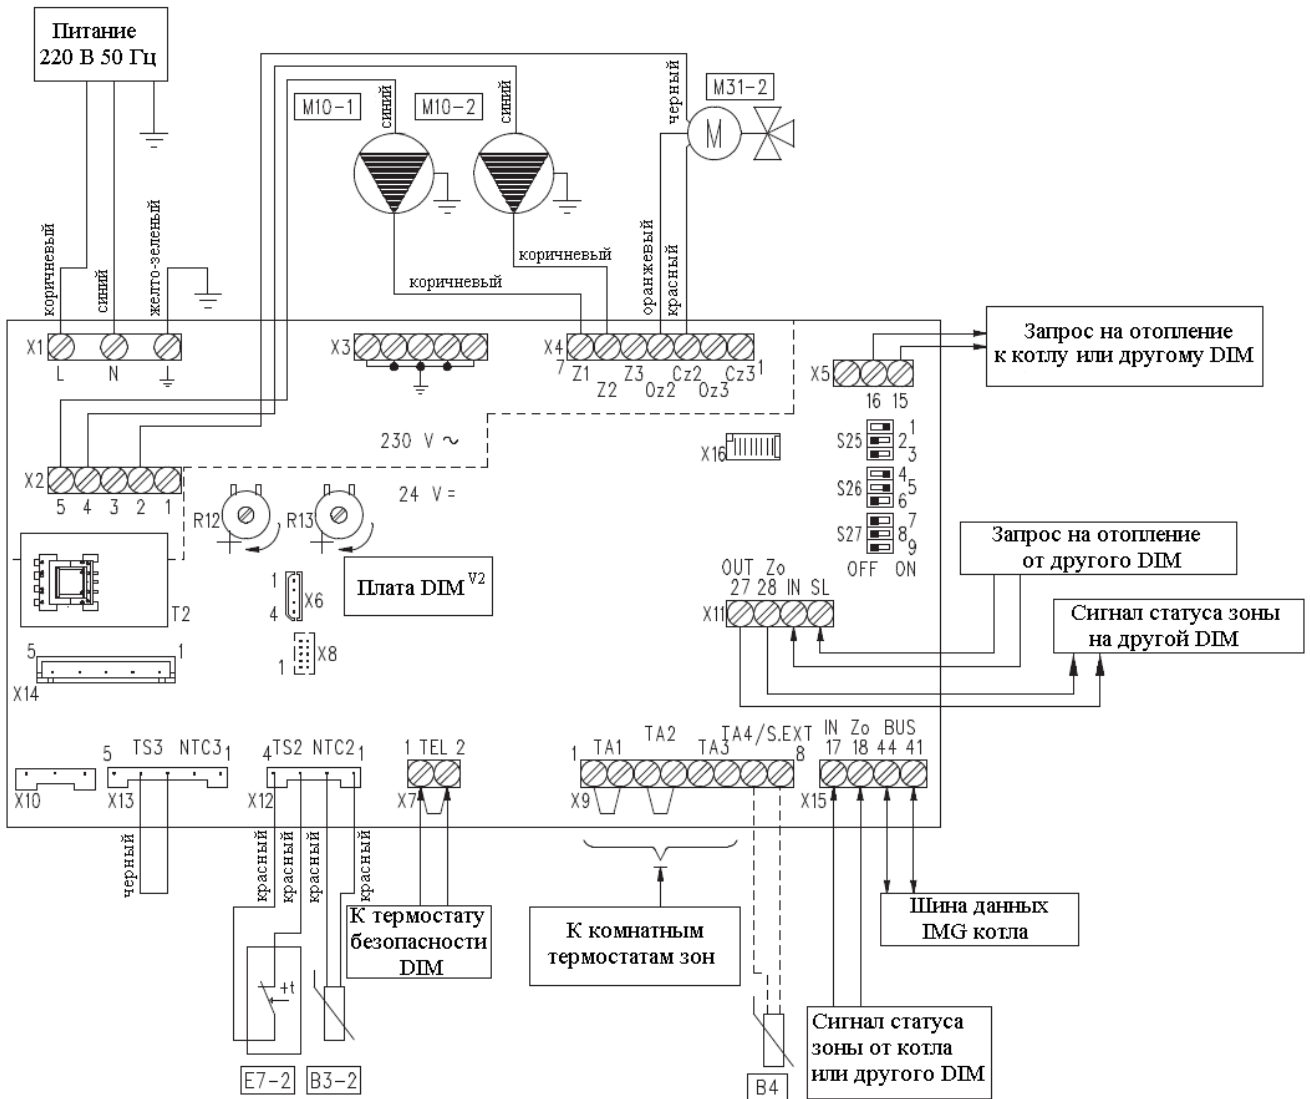 Питание
220 В 50 Гц
коричневый
синий
желто-зеленый
M10-1
синий
M10-2
синий
черный
M31-2
M
коричневый
коричневый
оранжевый
красный
X1
L N
X3
X4
7 Z1 Z3 Cz2 Cz3 1
Z2 Oz2 Oz3
X5
16 15
Запрос на отопление
к котлу или другому DIM
230 V ~
24 V =
X2
5 4 3 2 1
R12
R13
X16
S25
1
2
3
S26
4
5
6
S27
7
8
9
OFF ON
T2
1
4
X6
1
X8
Плата DIM V2
OUT Zo
27 28 IN SL
X11
Запрос на отопление
от другого DIM
Сигнал статуса зоны
на другой DIM
5 1
X14
X10
5 TS3 NTC3 1
X13
4 TS2 NTC2 1
X12
1 TEL 2
X7
1 TA1 TA2 TA3 TA4/S.EXT 8
X9
IN Zo BUS
17 18 44 41
X15
черный
красный
красный
красный
красный
К термостату
безопасности
DIM
К комнатным
термостатам зон
Шина данных
IMG котла
Сигнал статуса
зоны от котла
или другого DIM
+t
E7-2
B3-2
B4